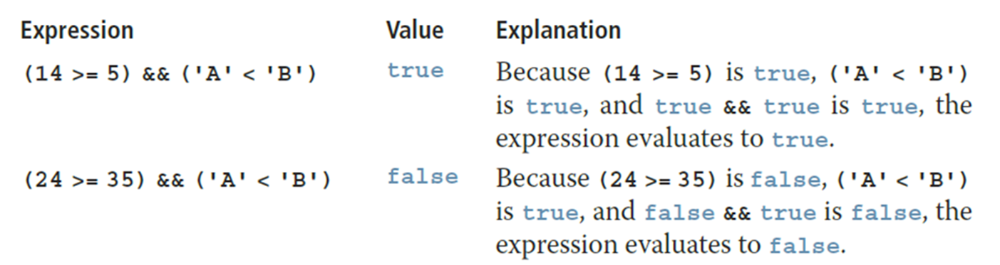 Expression Value Explanation
(14 >= 5) && ('A' < 'B') true Because (14 >= 5) is true, ('A' < 'B')
is true, and true && true is true, the
expression evaluates to true.
(24 >= 35) && ('A' < 'B') false Because (24 >= 35) is false, ('A' < 'B')
is true, and false && true is false, the
expression evaluates to false.